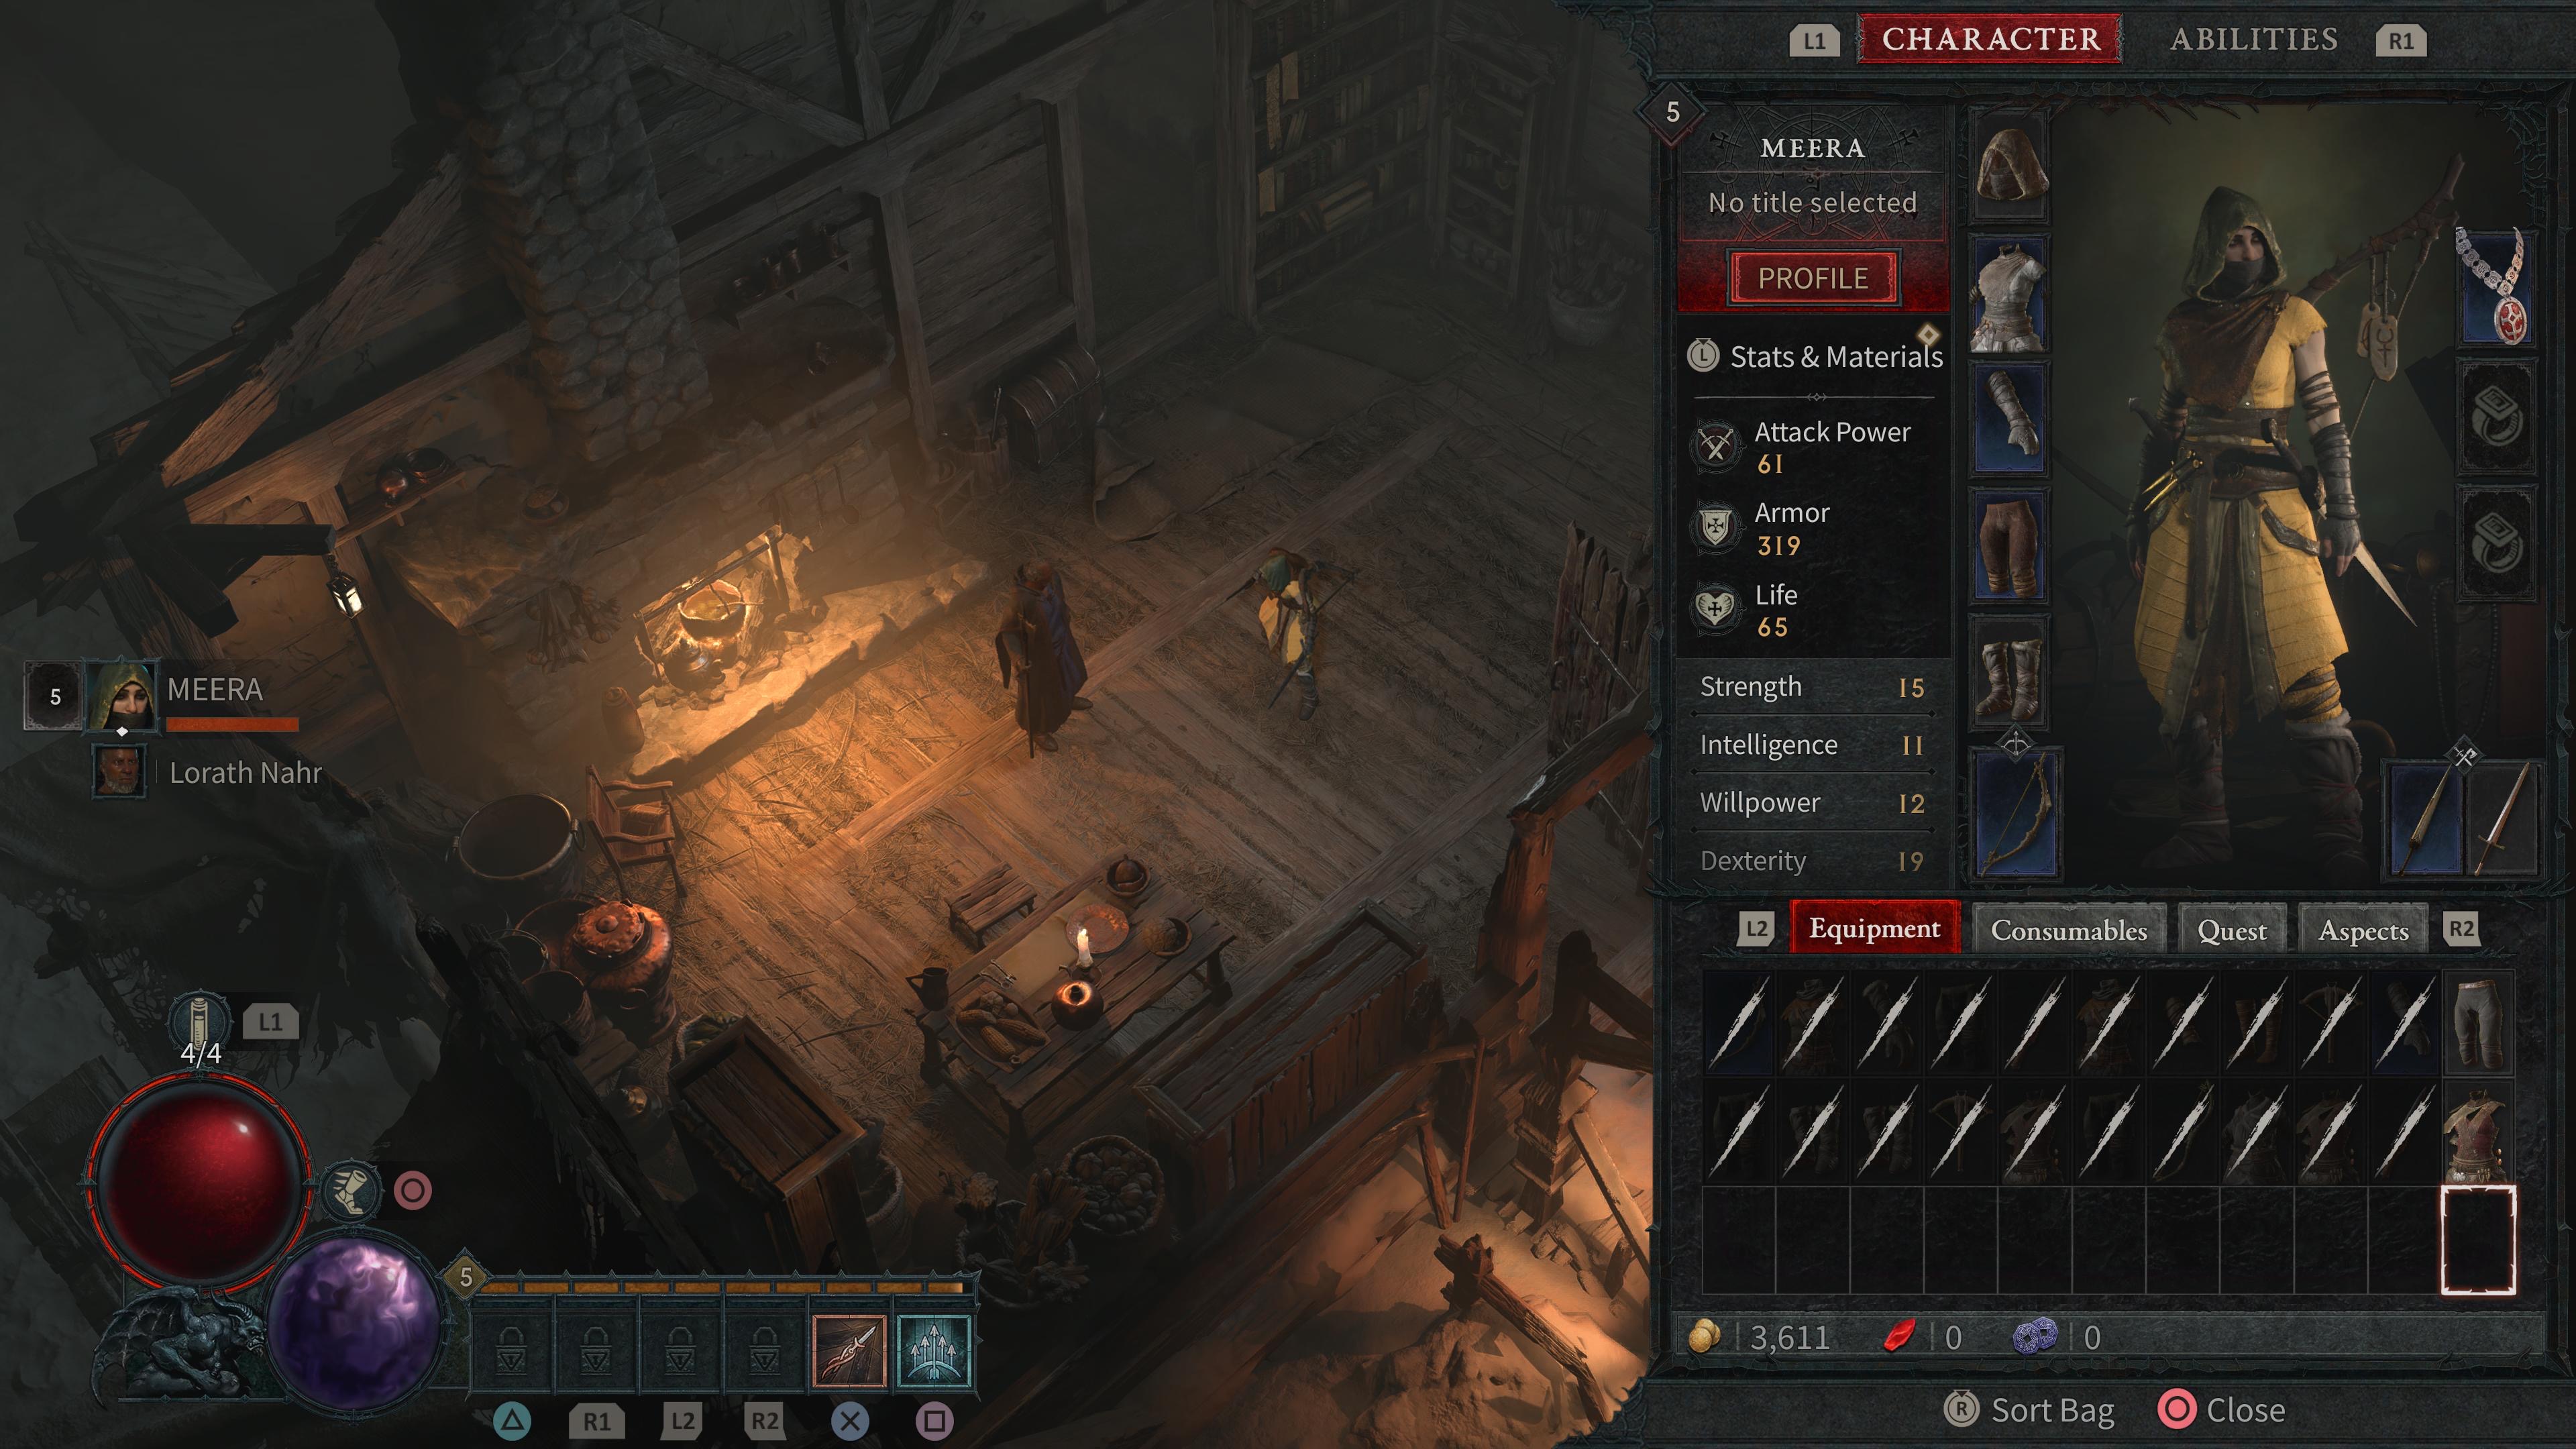 L1 CHARACTER ABILITIES R1
5
MEERA
No title selected
PROFILE
L Stats & Materials
Attack Power
61
Armor
319
Life
65
Strength 15
Intelligence 11
Willpower 12
Dexterity 19
L2 Equipment Consumables Quest Aspects R2
3,611 0 0
R Sort Bag Close
5 MEERA
Lorath Nahr
L1
4/4
5
R1 L2 R2